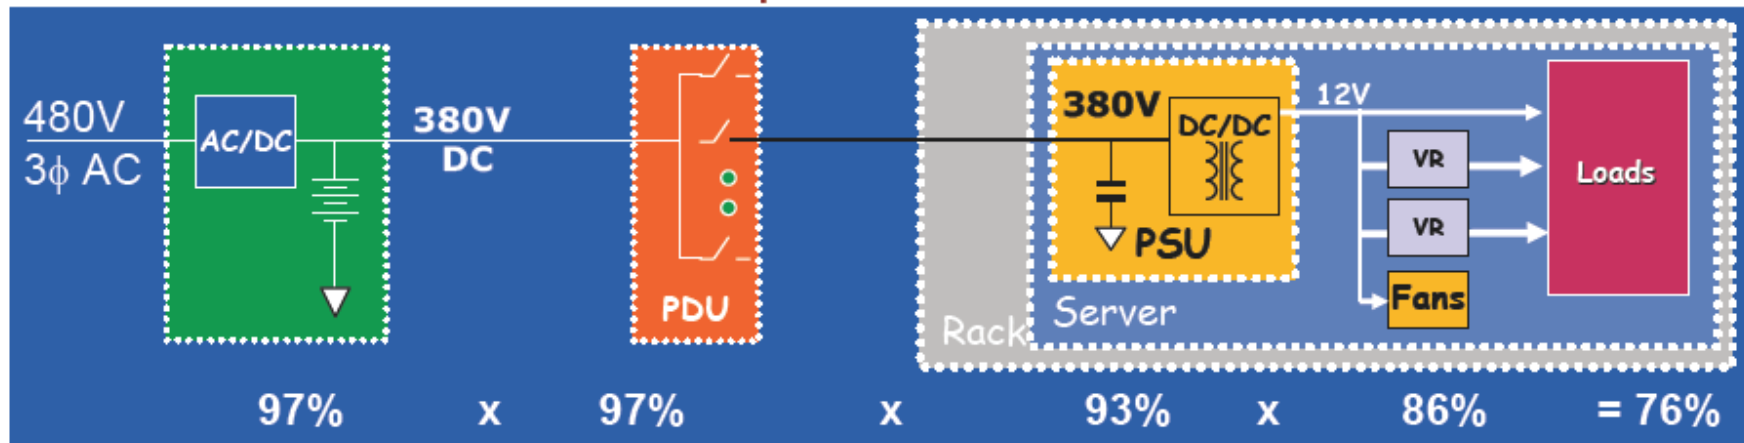 480V
3ϕ AC
AC/DC
380V
DC
PDU
380V
DC/DC
PSU
12V
VR
VR
Fans
Loads
Server
Rack
97% x 97% x 93% x 86% = 76%